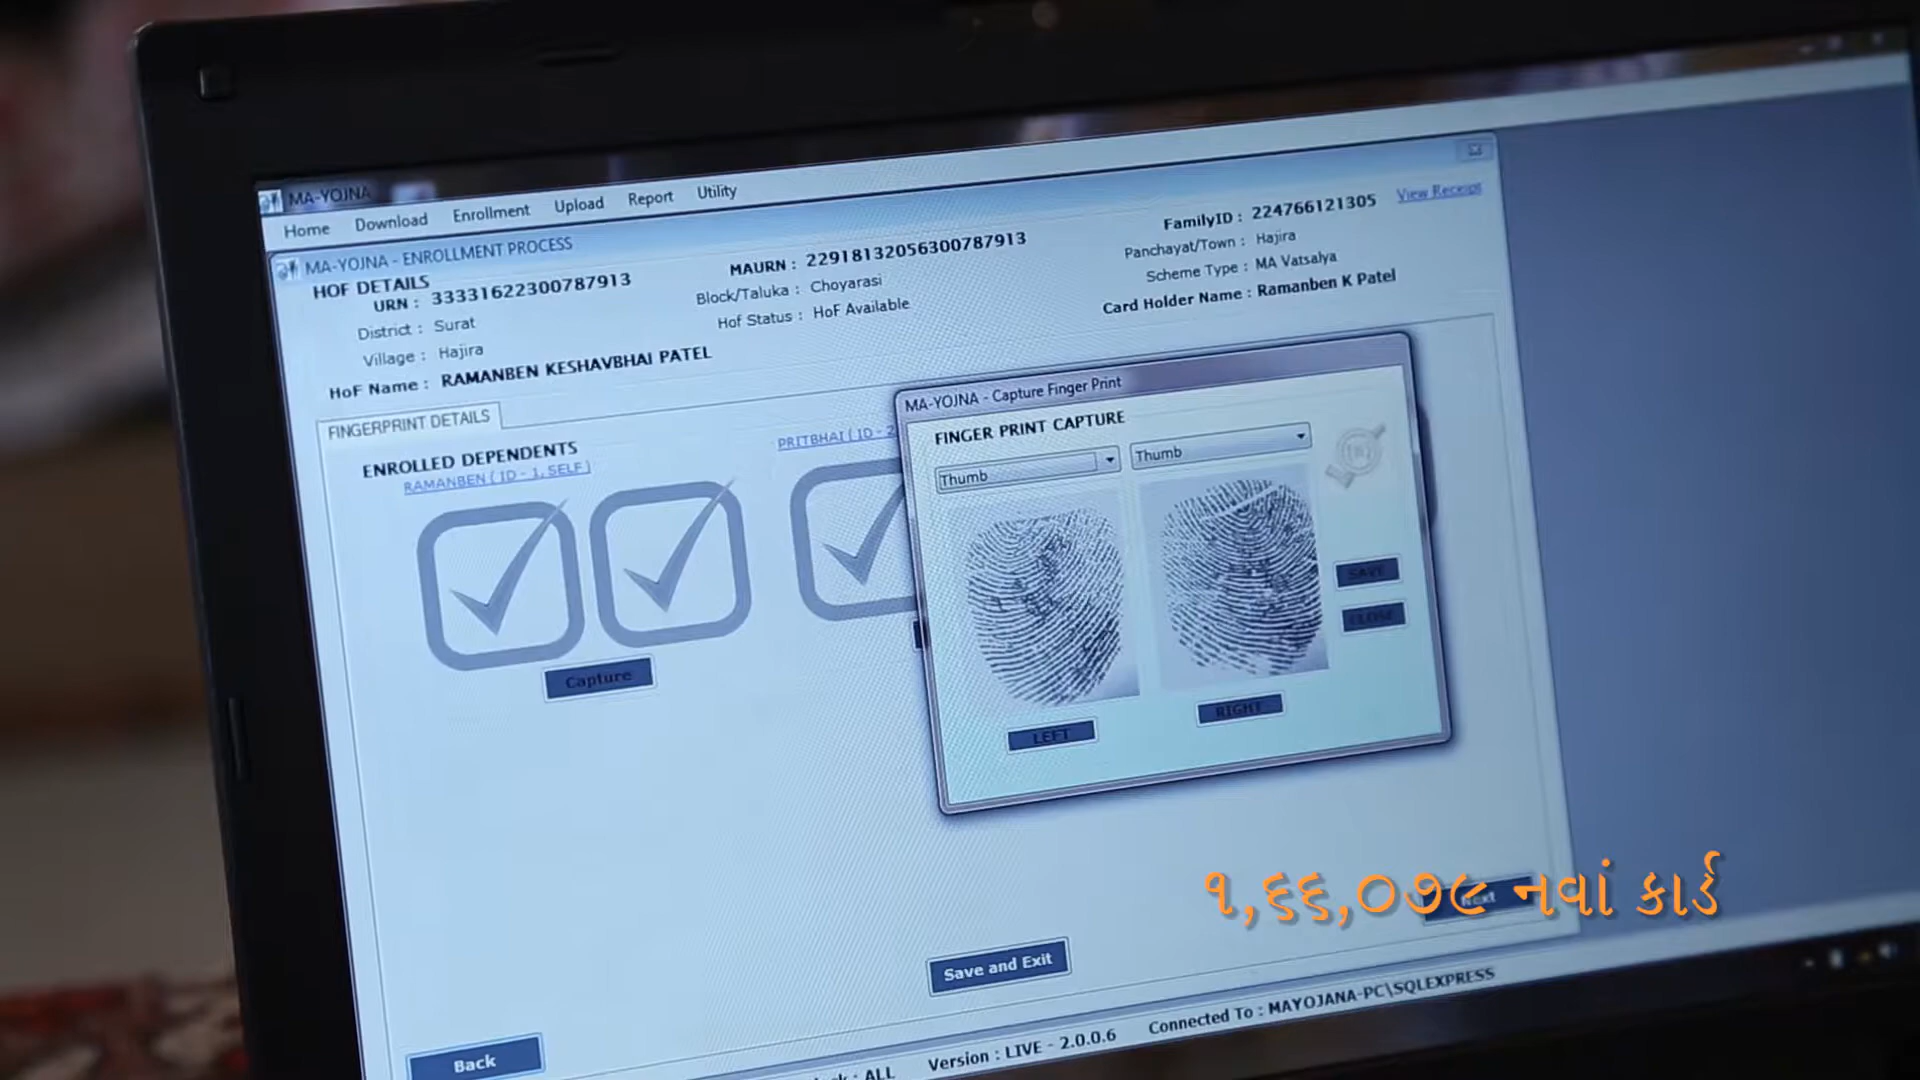 MA-YOJNA
Home Download Enrollment Upload Report Utility
MA-YOJNA - ENROLLMENT PROCESS
HOF DETAILS
URN : 33331622300787913
MAURN : 22918132056300787913
FamilyID : 224766121305
View Receipt
District : Surat
Block/Taluka : Choyarasi
Panchayat/Town : Hajira
Village : Hajira
Hof Status : HoF Available
Scheme Type : MA Vatsalya
HoF Name : RAMANBEN KESHAVBHAI PATEL
Card Holder Name : Ramanben K Patel
FINGERPRINT DETAILS
ENROLLED DEPENDENTS
RAMANBEN ( ID - 1, SELF )
PRITBHAI ( ID - 2
Capture
MA-YOJNA - Capture Finger Print
FINGER PRINT CAPTURE
Thumb
Thumb
SAVE
CLOSE
LEFT
RIGHT
૧,૬૬,૦૭૯ નવાં કાર્ડ
Next
Save and Exit
Back
: ALL
Version : LIVE - 2.0.0.6
Connected To : MAYOJANA-PC\SQLEXPRESS